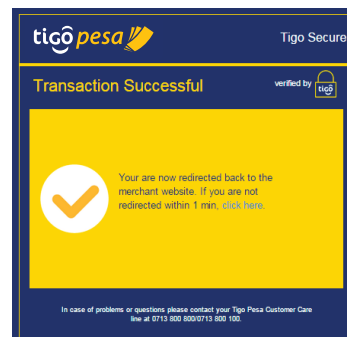 tigo pesa
Tigo Secure
Transaction Successful
verified by tigo
Your are now redirected back to the
merchant website. If you are not
redirected within 1 min, click here.
In case of problems or questions please contact your Tigo Pesa Customer Care
line at 0713 800 800/0713 800 100.